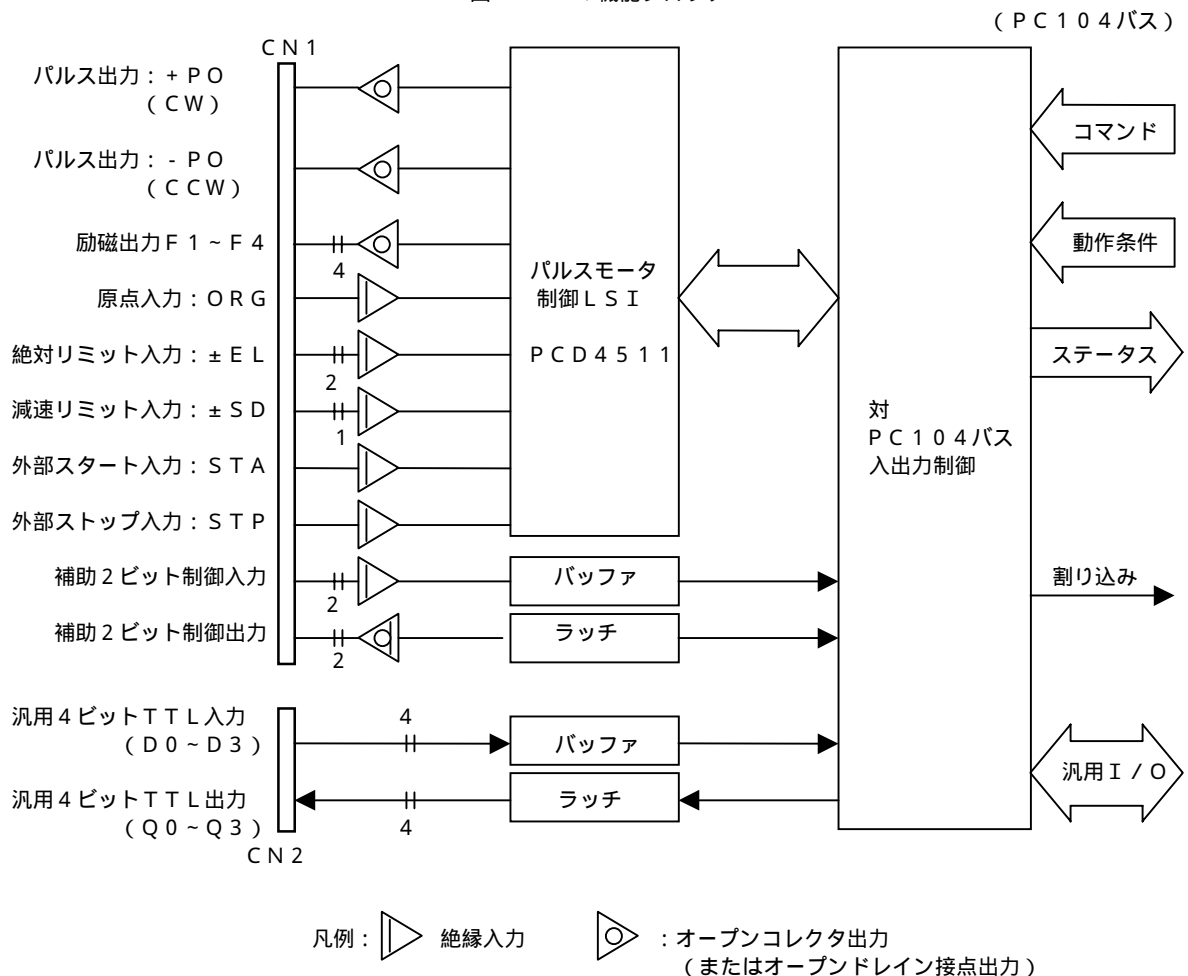 (PC104バス)
CN1
パルス出力:+PO
(CW)
パルス出力:-PO
(CCW)
励磁出力F1~F4
4
原点入力:ORG
絶対リミット入力:±EL
2
減速リミット入力:±SD
1
外部スタート入力:STA
外部ストップ入力:STP
補助2ビット制御入力
2
補助2ビット制御出力
2
パルスモータ
制御LSI
PCD4511
バッファ
ラッチ
対
PC104バス
入出力制御
コマンド
動作条件
ステータス
割り込み
汎用I/O
汎用4ビットTTL入力
(D0~D3)
4
バッファ
汎用4ビットTTL出力
(Q0~Q3)
4
ラッチ
CN2
凡例: 絶縁入力 :オープンコレクタ出力
(またはオープンドレイン接点出力)